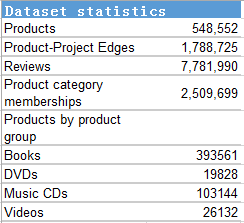 Dataset statistics
Products 548,552
Product-Project Edges 1,788,725
Reviews 7,781,990
Product category
memberships 2,509,699
Products by product
group
Books 393561
DVDs 19828
Music CDs 103144
Videos 26132